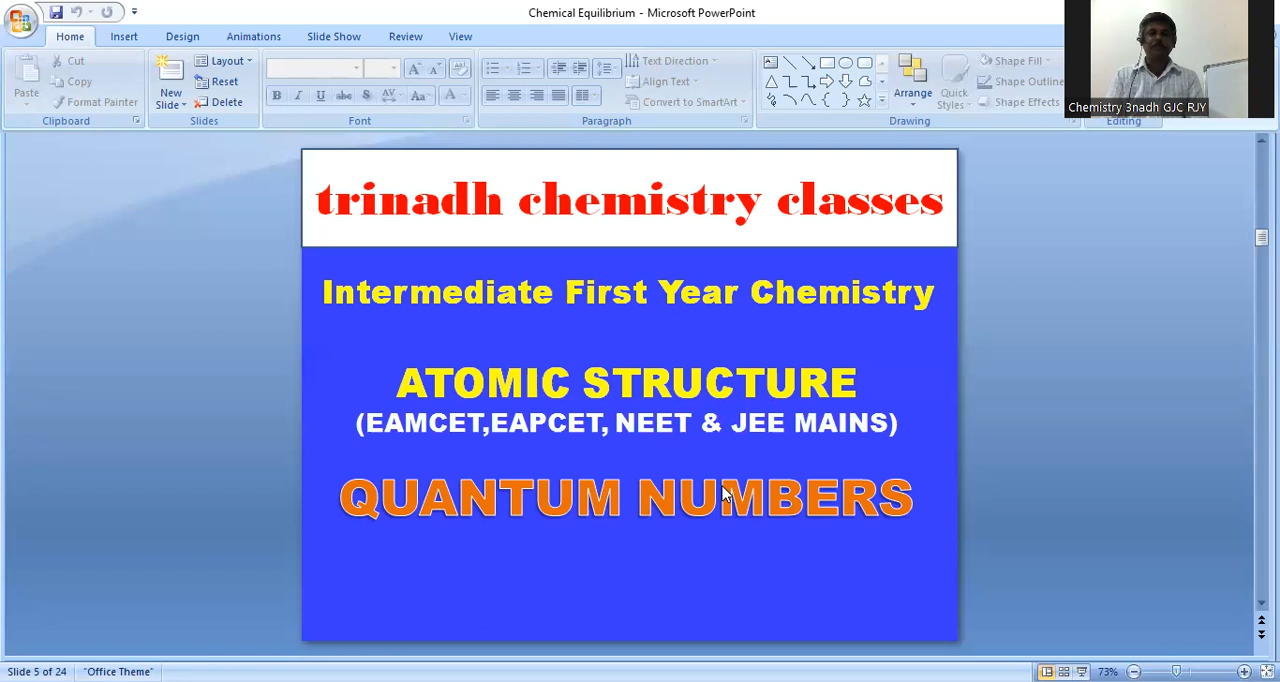 Chemical Equilibrium - Microsoft PowerPoint
Home Insert Design Animations Slide Show Review View
Cut
Copy
Format Painter
Paste
Clipboard
New Slide
Layout
Reset
Delete
Slides
B I U abe S AV Aa A
Font
Text Direction
Align Text
Convert to SmartArt
Paragraph
Arrange
Quick Styles
Shape Fill
Shape Outline
Shape Effects
Drawing
Editing
Chemistry 3nadh GJC RJY
trinadh chemistry classes
Intermediate First Year Chemistry
ATOMIC STRUCTURE
(EAMCET,EAPCET, NEET & JEE MAINS)
QUANTUM NUMBERS
Slide 5 of 24 "Office Theme" 73%